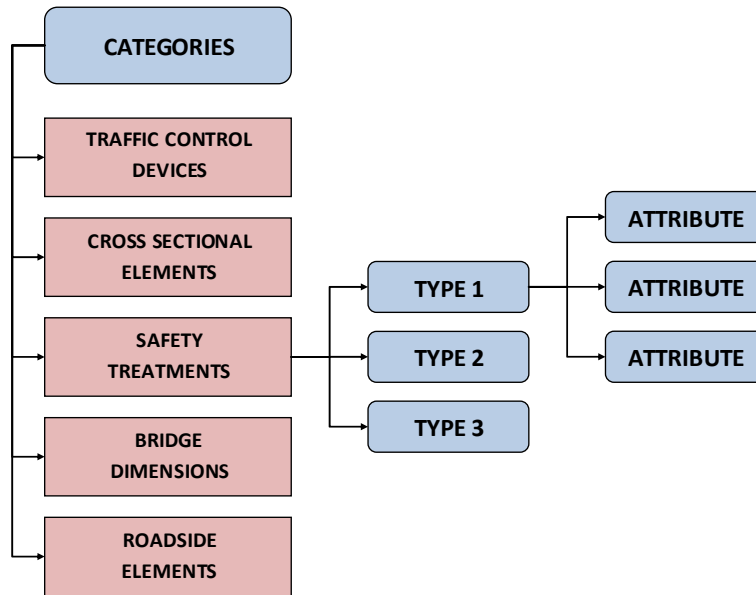 CATEGORIES
TRAFFIC CONTROL
DEVICES
CROSS SECTIONAL
ELEMENTS
SAFETY
TREATMENTS
BRIDGE
DIMENSIONS
ROADSIDE
ELEMENTS
TYPE 1
TYPE 2
TYPE 3
ATTRIBUTE
ATTRIBUTE
ATTRIBUTE